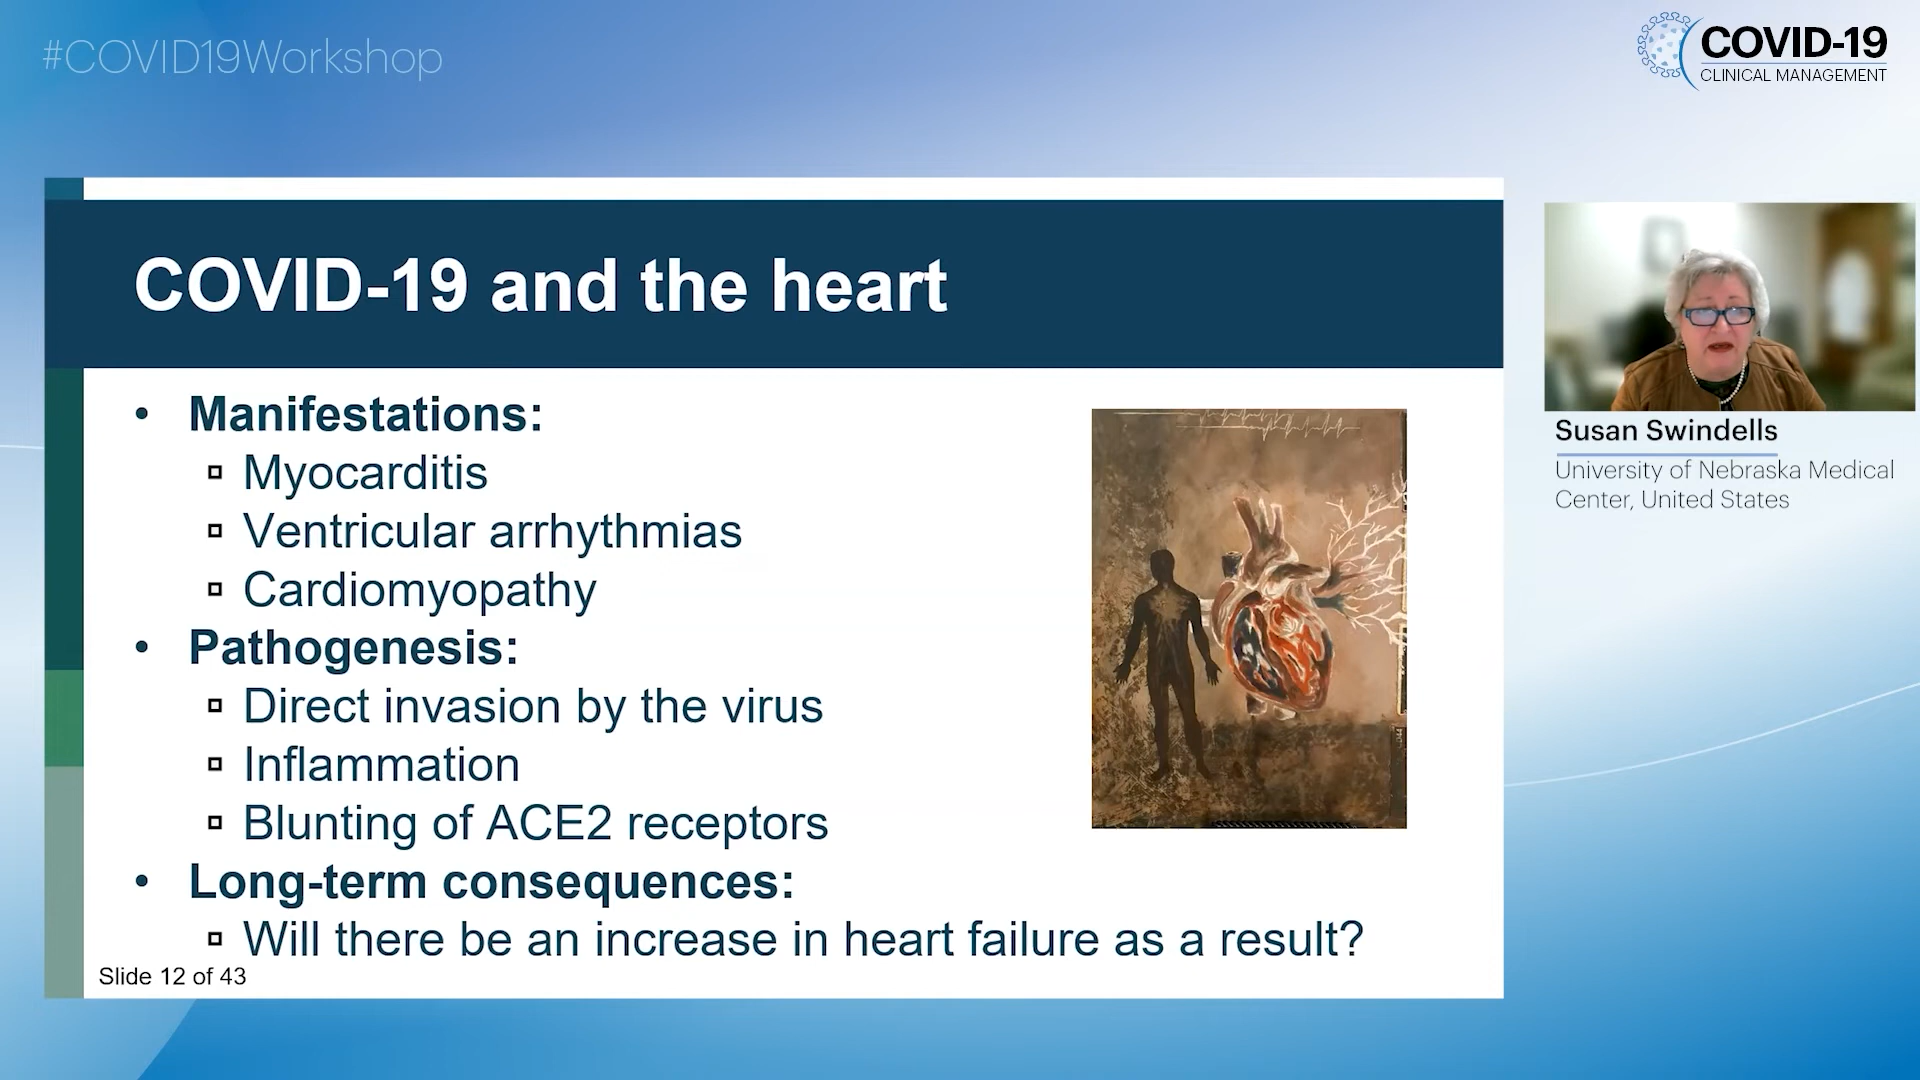 #COVID19Workshop
COVID-19
CLINICAL MANAGEMENT
COVID-19 and the heart
• Manifestations:
▫ Myocarditis
▫ Ventricular arrhythmias
▫ Cardiomyopathy
• Pathogenesis:
▫ Direct invasion by the virus
▫ Inflammation
▫ Blunting of ACE2 receptors
• Long-term consequences:
▫ Will there be an increase in heart failure as a result?
Slide 12 of 43
Susan Swindells
University of Nebraska Medical
Center, United States